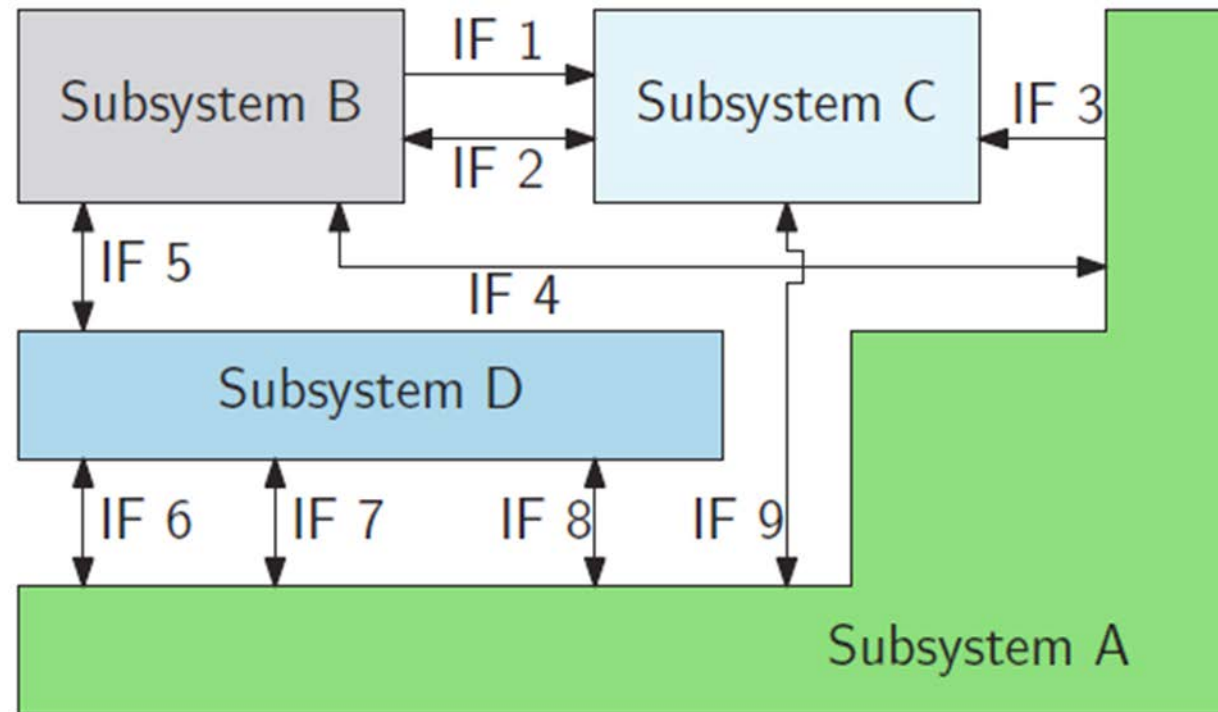 IF 1
Subsystem B
Subsystem C
IF 3
IF 2
IF 5
IF 4
Subsystem D
IF 6
IF 7
IF 8
IF 9
Subsystem A